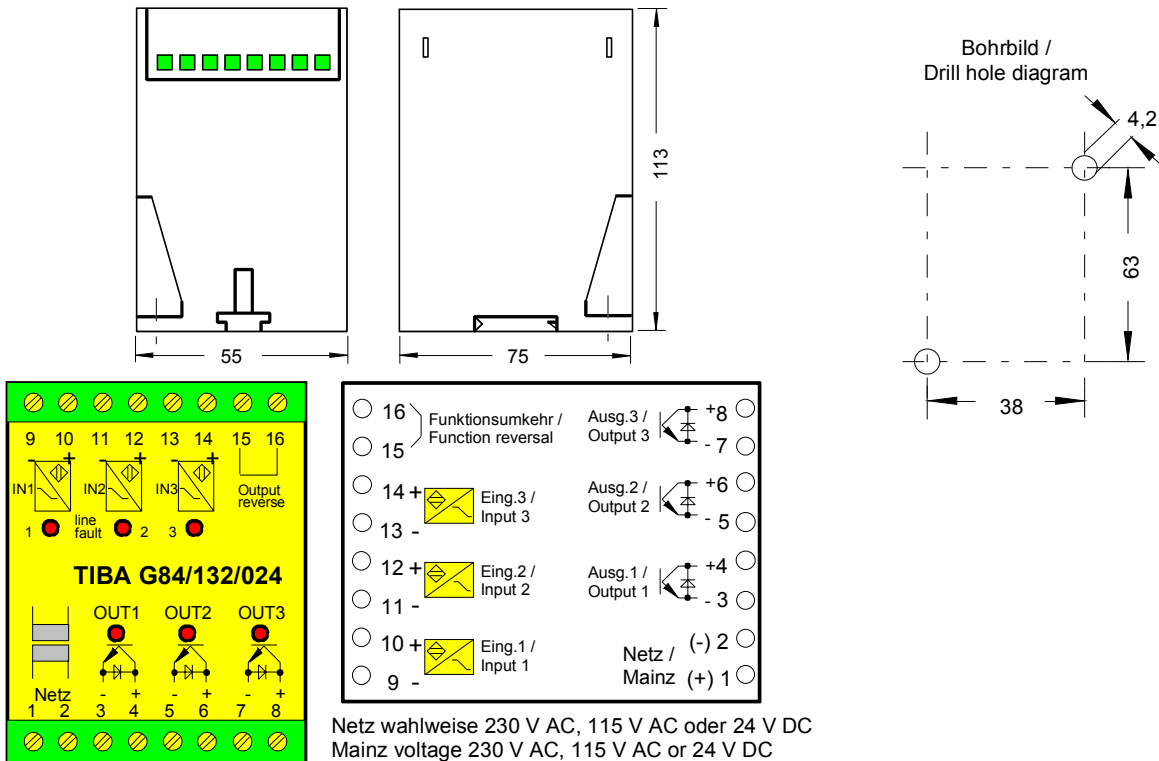 Bohrbild /
Drill hole diagram
4,2
113
63
55
75
38
9 10 11 12 13 14 15 16
- + - + - +
IN1 IN2 IN3 Output
reverse
1 line
fault 2 3
TIBA G84/132/024
OUT1 OUT2 OUT3
Netz - + - + - +
1 2 3 4 5 6 7 8
16 Funktionsumkehr /
15 Function reversal
14 + Eing.3 /
13 - Input 3
12 + Eing.2 /
11 - Input 2
10 + Eing.1 /
9 - Input 1
Ausg.3 / +8
Output 3 - 7
Ausg.2 / +6
Output 2 - 5
Ausg.1 / +4
Output 1 - 3
Netz / (-) 2
Mainz (+) 1
Netz wahlweise 230 V AC, 115 V AC oder 24 V DC
Mainz voltage 230 V AC, 115 V AC or 24 V DC